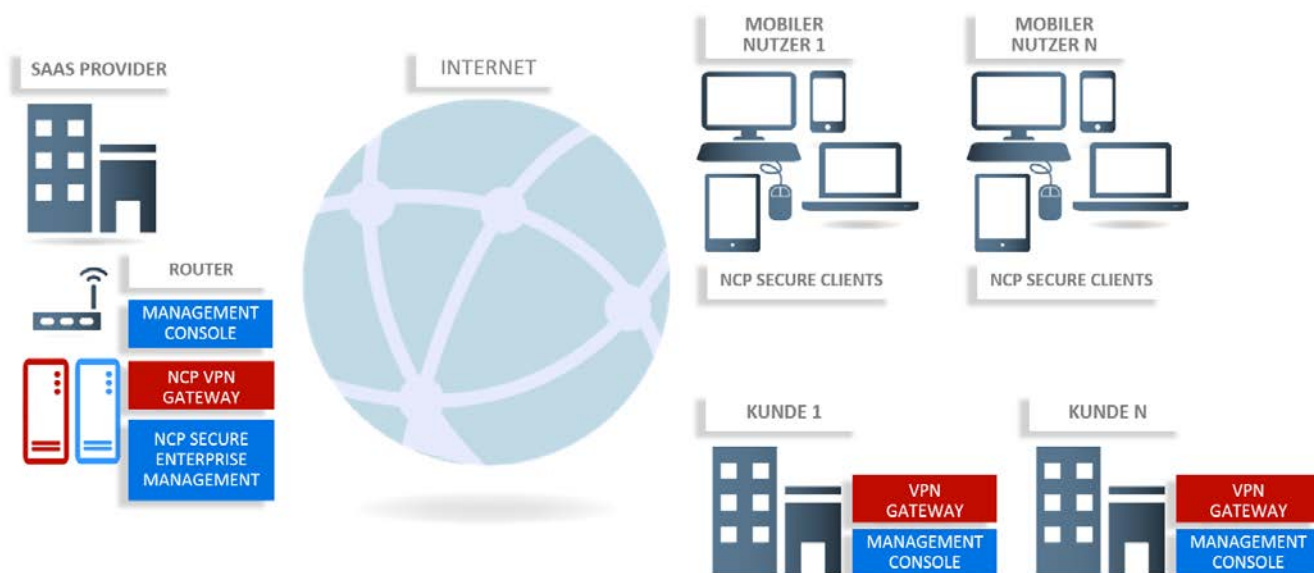 SAAS PROVIDER
INTERNET
MOBILER
NUTZER 1
MOBILER
NUTZER N
ROUTER
MANAGEMENT
CONSOLE
NCP VPN
GATEWAY
NCP SECURE
ENTERPRISE
MANAGEMENT
NCP SECURE CLIENTS
NCP SECURE CLIENTS
KUNDE 1
VPN
GATEWAY
MANAGEMENT
CONSOLE
KUNDE N
VPN
GATEWAY
MANAGEMENT
CONSOLE